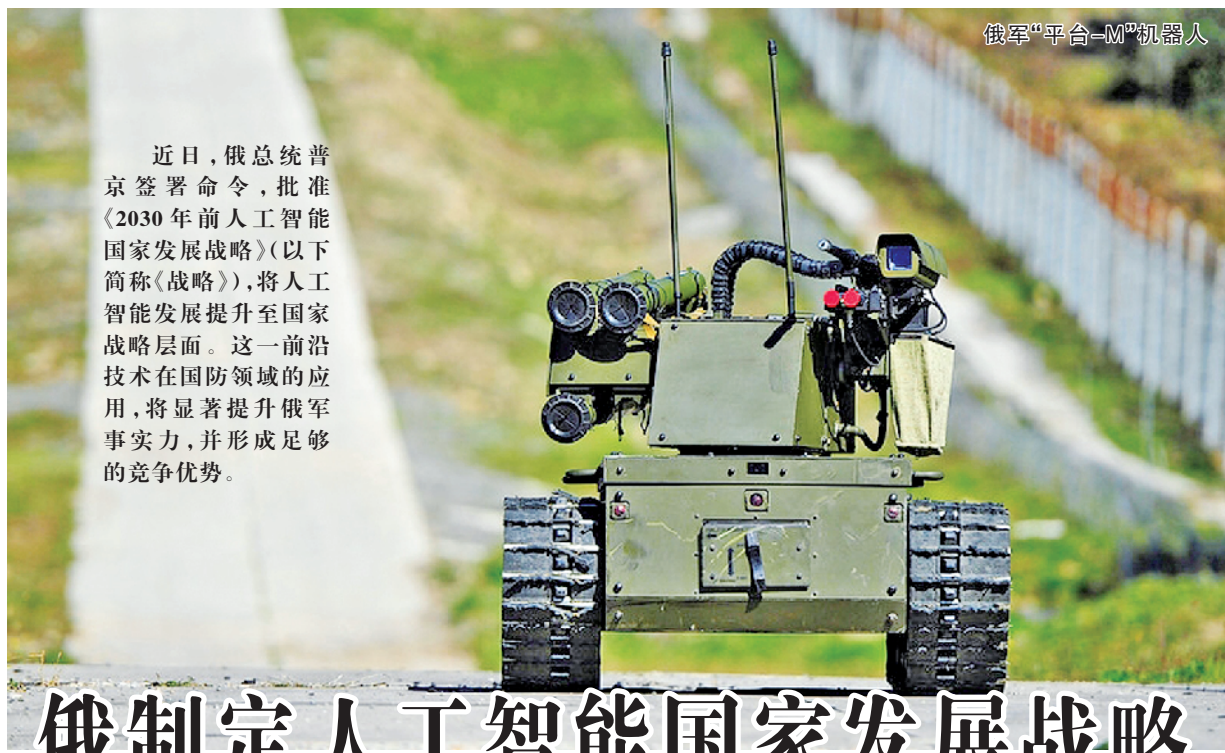 俄军“平台-M”机器人
近日，俄总统普
京签署命令，批准
《2030年前人工智能
国家发展战略》（以下
简称《战略》），将人工
智能发展提升至国家
战略层面。这一前沿
技术在国防领域的应
用，将显著提升俄军
事实力，并形成足够
的竞争优势。
俄制定人工智能国家发展战略